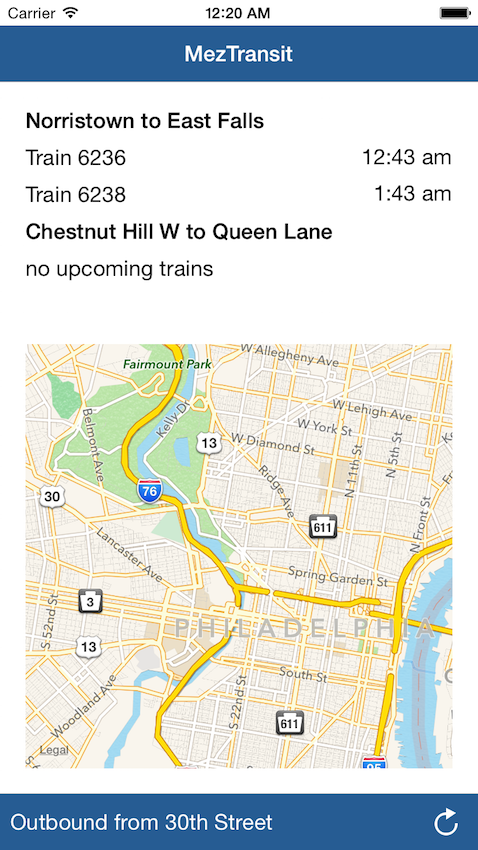 Carrier 12:20 AM
MezTransit
Norristown to East Falls
Train 6236 12:43 am
Train 6238 1:43 am
Chestnut Hill W to Queen Lane
no upcoming trains
W Allegheny Ave
Fairmount Park
W Lehigh Ave
Kelly Dr
Belmont Ave
W York St
13
W Diamond St
N 5th St
N 11th St
Ridge Ave
76
30
N Front St
611
Lancaster Ave
Spring Garden St
3
S 52nd St
PHILADELPHIA
13
South St
S 22nd St
Woodland Ave
611
Legal
95
Outbound from 30th Street